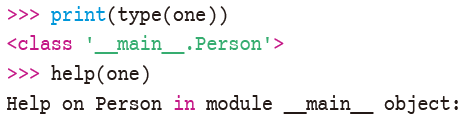 >>> print(type(one))
<class '__main__.Person'>
>>> help(one)
Help on Person in module __main__ object: